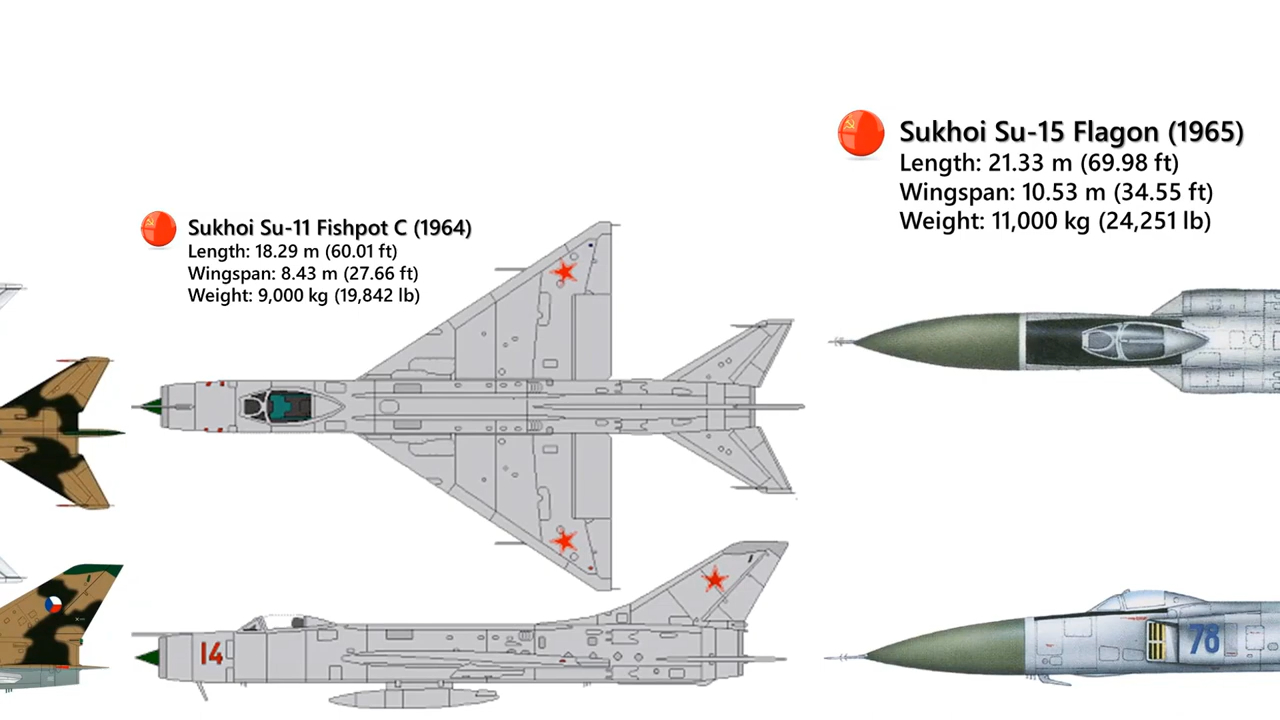 Sukhoi Su-11 Fishpot C (1964)
Length: 18.29 m (60.01 ft)
Wingspan: 8.43 m (27.66 ft)
Weight: 9,000 kg (19,842 lb)
14
Sukhoi Su-15 Flagon (1965)
Length: 21.33 m (69.98 ft)
Wingspan: 10.53 m (34.55 ft)
Weight: 11,000 kg (24,251 lb)
78